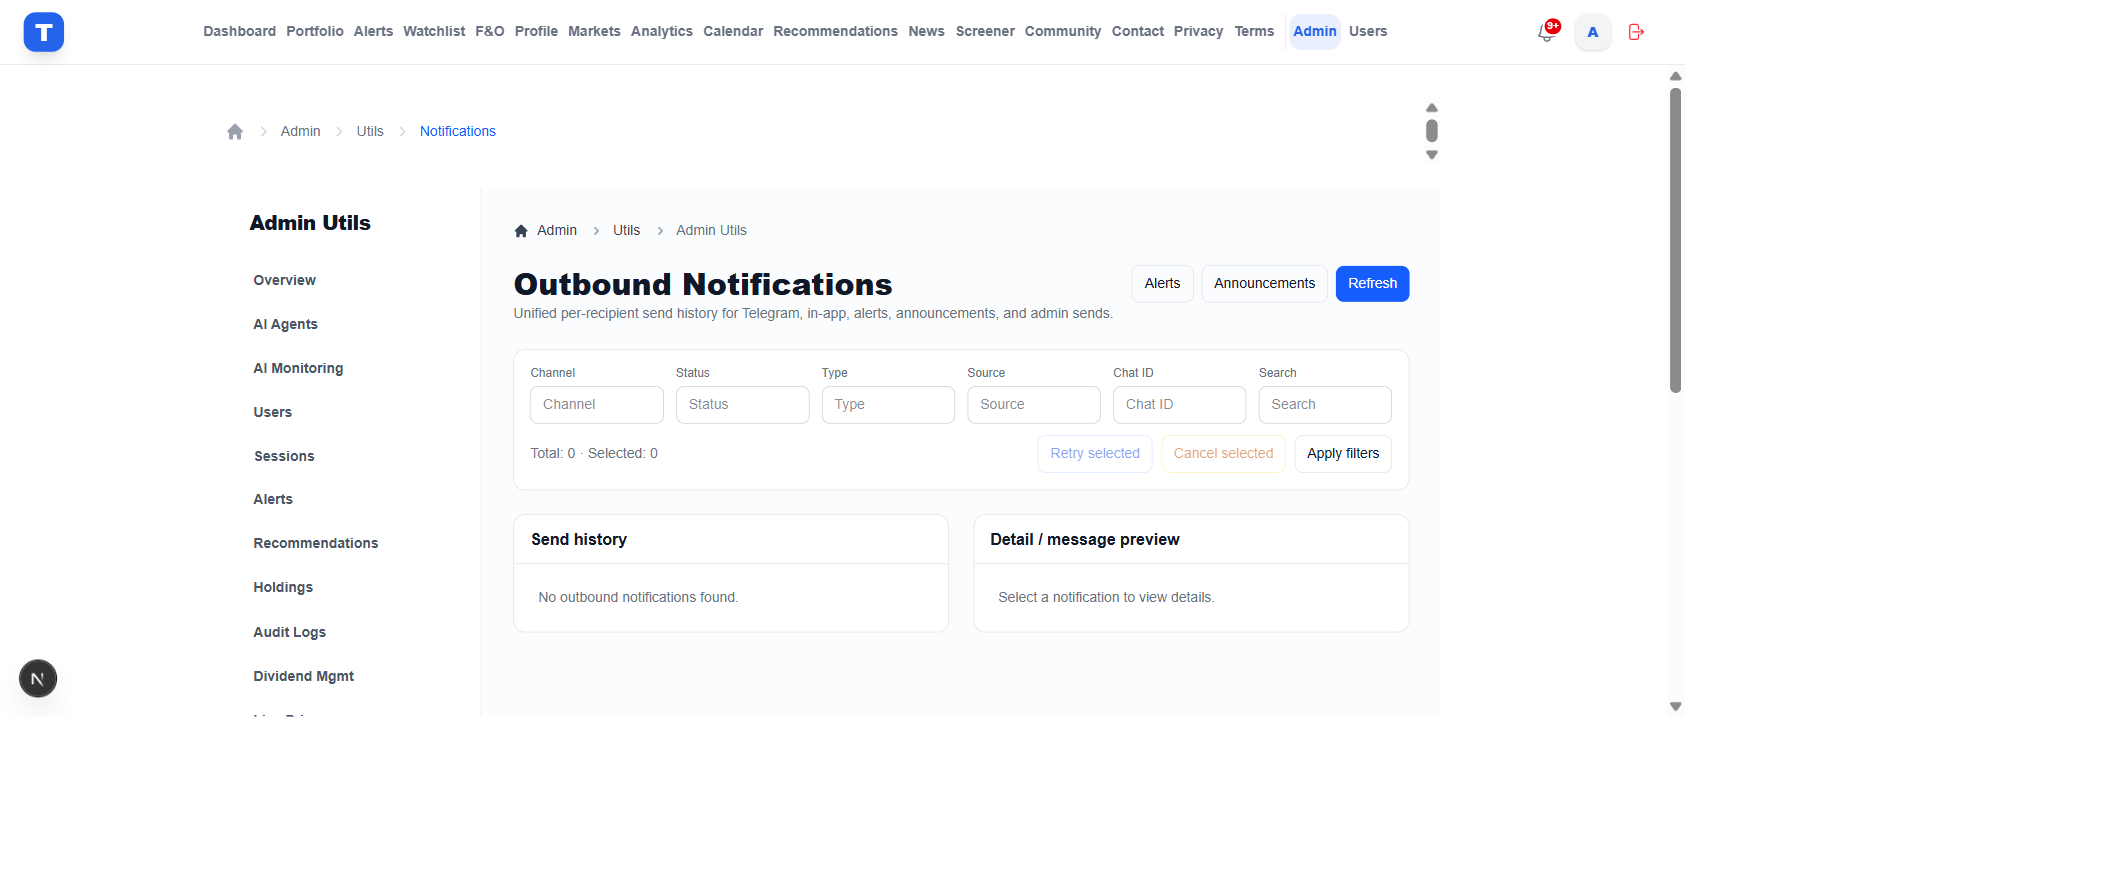 T Dashboard Portfolio Alerts Watchlist F&O Profile Markets Analytics Calendar Recommendations News Screener Community Contact Privacy Terms Admin Users 9+ A
Admin Utils Notifications
Admin Utils
Overview
AI Agents
AI Monitoring
Users
Sessions
Alerts
Recommendations
Holdings
Audit Logs
Dividend Mgmt
N
Admin Utils Admin Utils
Outbound Notifications
Alerts Announcements Refresh
Unified per-recipient send history for Telegram, in-app, alerts, announcements, and admin sends.
Channel Status Type Source Chat ID Search
Channel Status Type Source Chat ID Search
Total: 0 · Selected: 0 Retry selected Cancel selected Apply filters
Send history
No outbound notifications found.
Detail / message preview
Select a notification to view details.